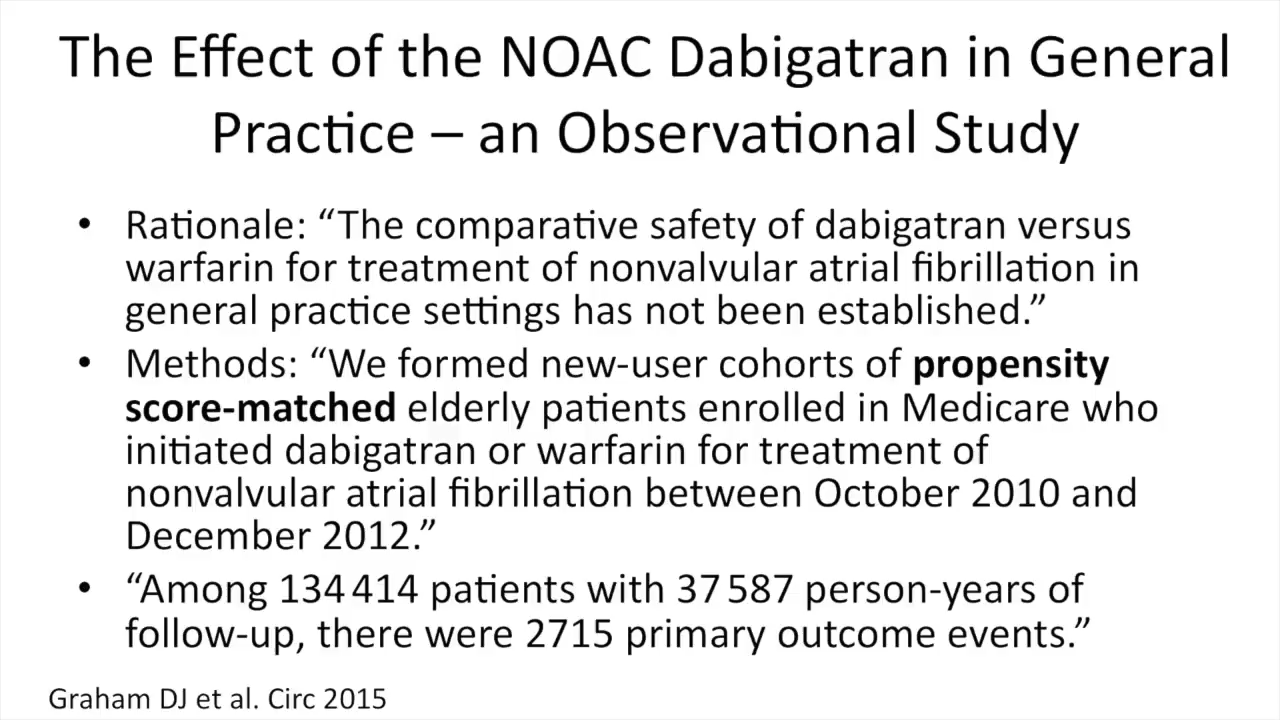 The Effect of the NOAC Dabigatran in General
Practice – an Observational Study
• Rationale: “The comparative safety of dabigatran versus
warfarin for treatment of nonvalvular atrial fibrillation in
general practice settings has not been established.”
• Methods: “We formed new-user cohorts of propensity
score-matched elderly patients enrolled in Medicare who
initiated dabigatran or warfarin for treatment of
nonvalvular atrial fibrillation between October 2010 and
December 2012.”
• “Among 134 414 patients with 37 587 person-years of
follow-up, there were 2715 primary outcome events.”
Graham DJ et al. Circ 2015